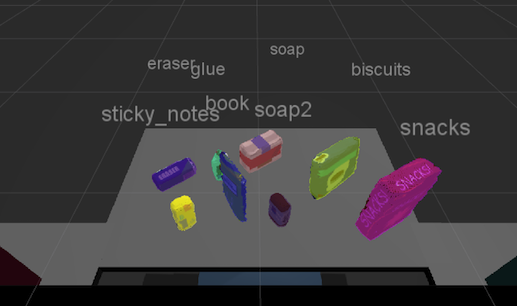 soap
eraser
glue
biscuits
book
sticky_notes
soap2
snacks
SNACKS
SNACKS